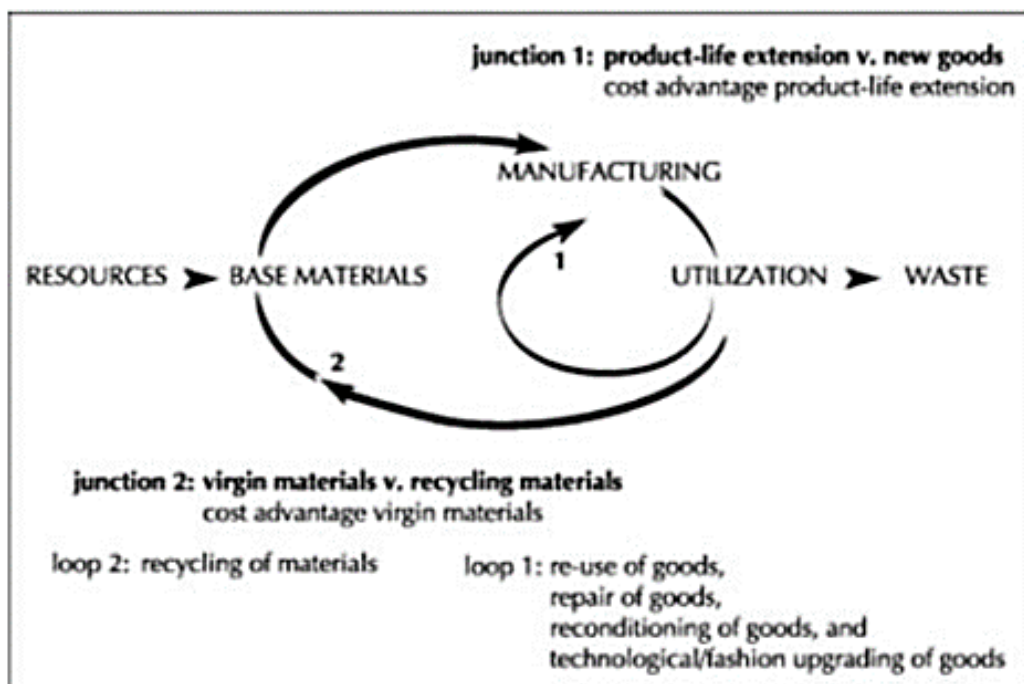 junction 1: product-life extension v. new goods
cost advantage product-life extension
MANUFACTURING
1
RESOURCES
BASE MATERIALS
UTILIZATION
WASTE
2
junction 2: virgin materials v. recycling materials
cost advantage virgin materials
loop 2: recycling of materials
loop 1: re-use of goods,
repair of goods,
reconditioning of goods, and
technological/fashion upgrading of goods